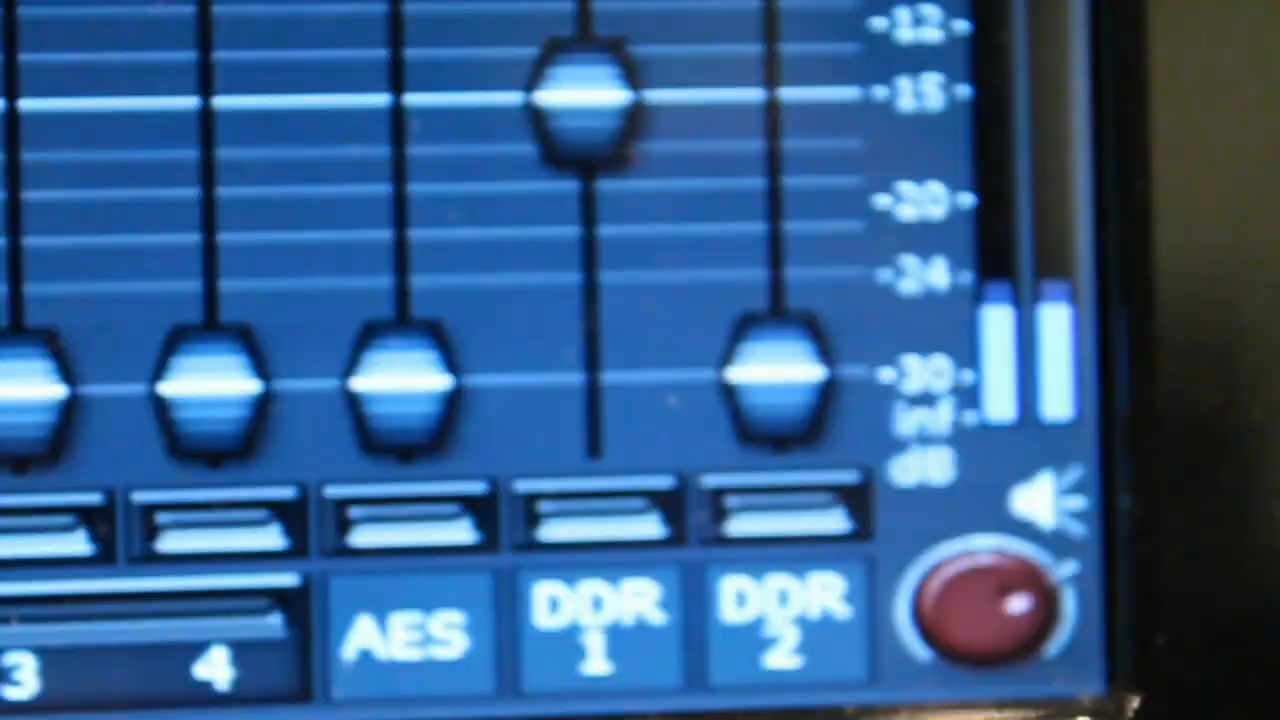 -12-
-15-
-20-
-24-
-30-
inf-
dB
3
4
AES
DDR
1
DDR
2